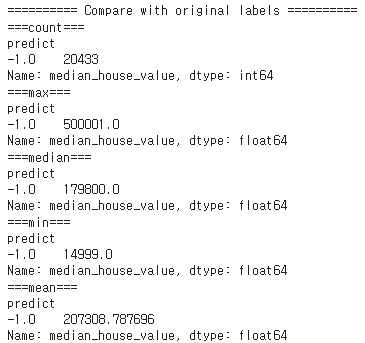 ========== Compare with original labels ==========
===count===
predict
-1.0    20433
Name: median_house_value, dtype: int64
===max===
predict
-1.0    500001.0
Name: median_house_value, dtype: float64
===median===
predict
-1.0    179800.0
Name: median_house_value, dtype: float64
===min===
predict
-1.0    14999.0
Name: median_house_value, dtype: float64
===mean===
predict
-1.0    207308.787696
Name: median_house_value, dtype: float64